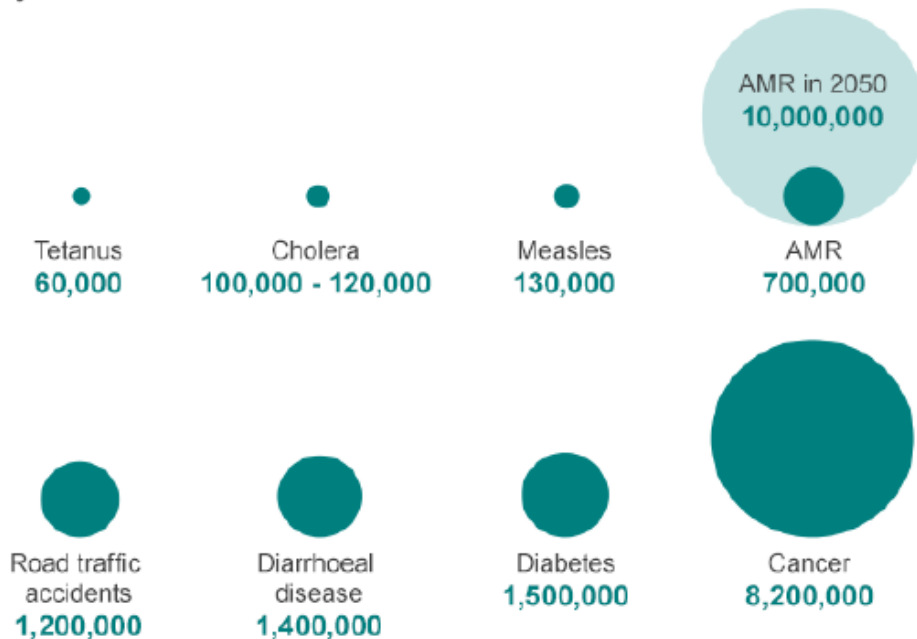 AMR in 2050
10,000,000
Tetanus
60,000
Cholera
100,000 - 120,000
Measles
130,000
AMR
700,000
Road traffic
accidents
1,200,000
Diarrhoeal
disease
1,400,000
Diabetes
1,500,000
Cancer
8,200,000